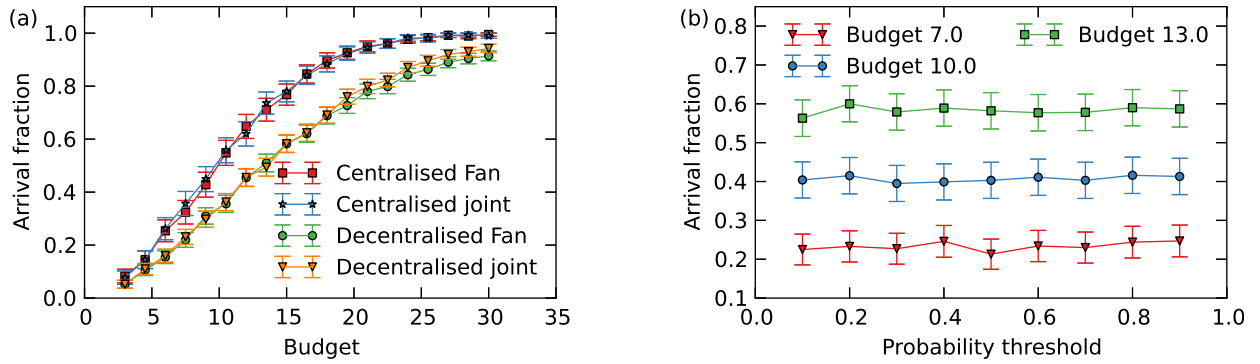 (a)
Arrival fraction
1.0
0.8
0.6
0.4
0.2
0.0
Centralised Fan
Centralised joint
Decentralised Fan
Decentralised joint
0 5 10 15 20 25 30 35
Budget
(b)
Arrival fraction
0.8
0.7
0.6
0.5
0.4
0.3
0.2
0.1
Budget 7.0
Budget 10.0
Budget 13.0
0.0 0.2 0.4 0.6 0.8 1.0
Probability threshold